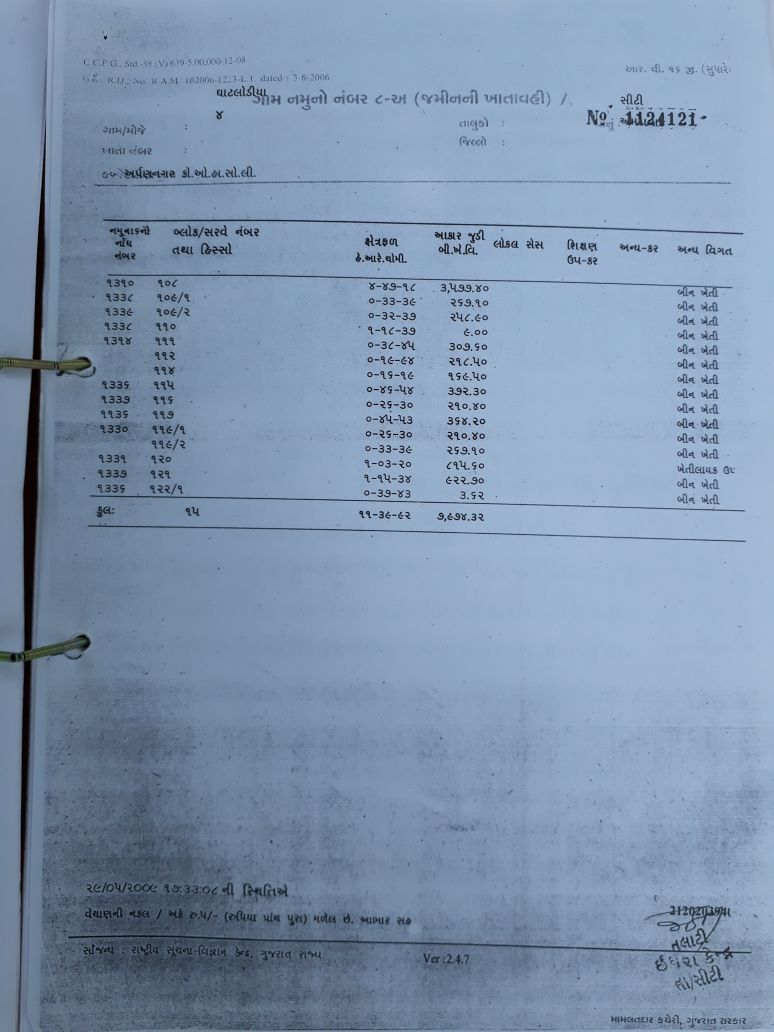 C.C.P.G., Std.-58 (V) 639-5,00,000-12-08
G.R., R.D., No. R.A.M. 102006-1223-L.1. dated : 3-8-2006
આર. વી. ૧૬ જી. (સુધારે
ઘાટલોડીયા
ગામ નમુનો નંબર ૮-અ (જમીનની ખાતાવહી) /
સીટી
૪
ગામ/મોજે :
તાલુકો :
Nº 1124121
ખાતા નંબર :
જિલ્લો :
અર્પણનગર કો.ઓ.હા.સો.લી.
નમુનાકનો નોંધ નંબર
બ્લોક/સરવે નંબર તથા હિસ્સો
ક્ષેત્રફળ હે.આરે.ચોમી.
આકાર જુડી બી.ખે.વિ.
લોકલ સેસ
શિક્ષણ ઉપ-કર
અન્ય-કર
અન્ય વિગત
૧૩૧૦ ૧૦૮ ૪-૪૭-૧૮ ૩,૫૭૭.૪૦ બીન ખેતી
૧૩૩૮ ૧૦૯/૧ ૦-૩૩-૩૯ ૨૬૭.૧૦ બીન ખેતી
૧૩૩૯ ૧૦૯/૨ ૦-૩૨-૩૭ ૨૫૮.૯૦ બીન ખેતી
૧૩૩૮ ૧૧૦ ૧-૧૮-૩૭ ૯.૦૦ બીન ખેતી
૧૩૧૪ ૧૧૧ ૦-૩૮-૪૫ ૩૦૭.૬૦ બીન ખેતી
૧૧૨ ૦-૧૯-૯૪ ૨૧૮.૫૦ બીન ખેતી
૧૧૪ ૦-૧૬-૧૯ ૧૬૯.૫૦ બીન ખેતી
૧૩૩૬ ૧૧૫ ૦-૪૬-૫૪ ૩૭૨.૩૦ બીન ખેતી
૧૩૩૭ ૧૧૬ ૦-૨૬-૩૦ ૨૧૦.૪૦ બીન ખેતી
૧૧૩૬ ૧૧૭ ૦-૪૫-૫૩ ૩૬૪.૨૦ બીન ખેતી
૧૩૩૦ ૧૧૯/૧ ૦-૨૬-૩૦ ૨૧૦.૪૦ બીન ખેતી
૧૧૯/૨ ૦-૩૩-૩૯ ૨૬૭.૧૦ બીન ખેતી
૧૩૩૧ ૧૨૦ ૧-૦૩-૨૦ ૮૧૫.૬૦ ખેતીલાયક ઉપ
૧૩૩૭ ૧૨૧ ૧-૧૫-૩૪ ૯૨૨.૭૦ બીન ખેતી
૧૩૩૬ ૧૨૨/૧ ૦-૩૭-૪૩ ૩.૬૨ બીન ખેતી
કુલ: ૧૫ ૧૧-૩૯-૯૨ ૭,૯૭૪.૩૨
૨૯/૦૫/૨૦૦૯ ૧૭:૩૩:૦૮ ની સ્થિતિએ
વેચાણની નકલ / અંકે રુ.૫/- (રુપિયા પાંચ પુરા) મળેલ છે. આભાર સહ
સૌજન્ય : રાષ્ટ્રીય સૂચના-વિજ્ઞાન કેન્દ્ર, ગુજરાત રાજ્ય
Ver :2.4.7
તલાટી
ઈધરા કેન્દ્ર
તા/સીટી
મામલતદાર કચેરી, ગુજરાત સરકાર